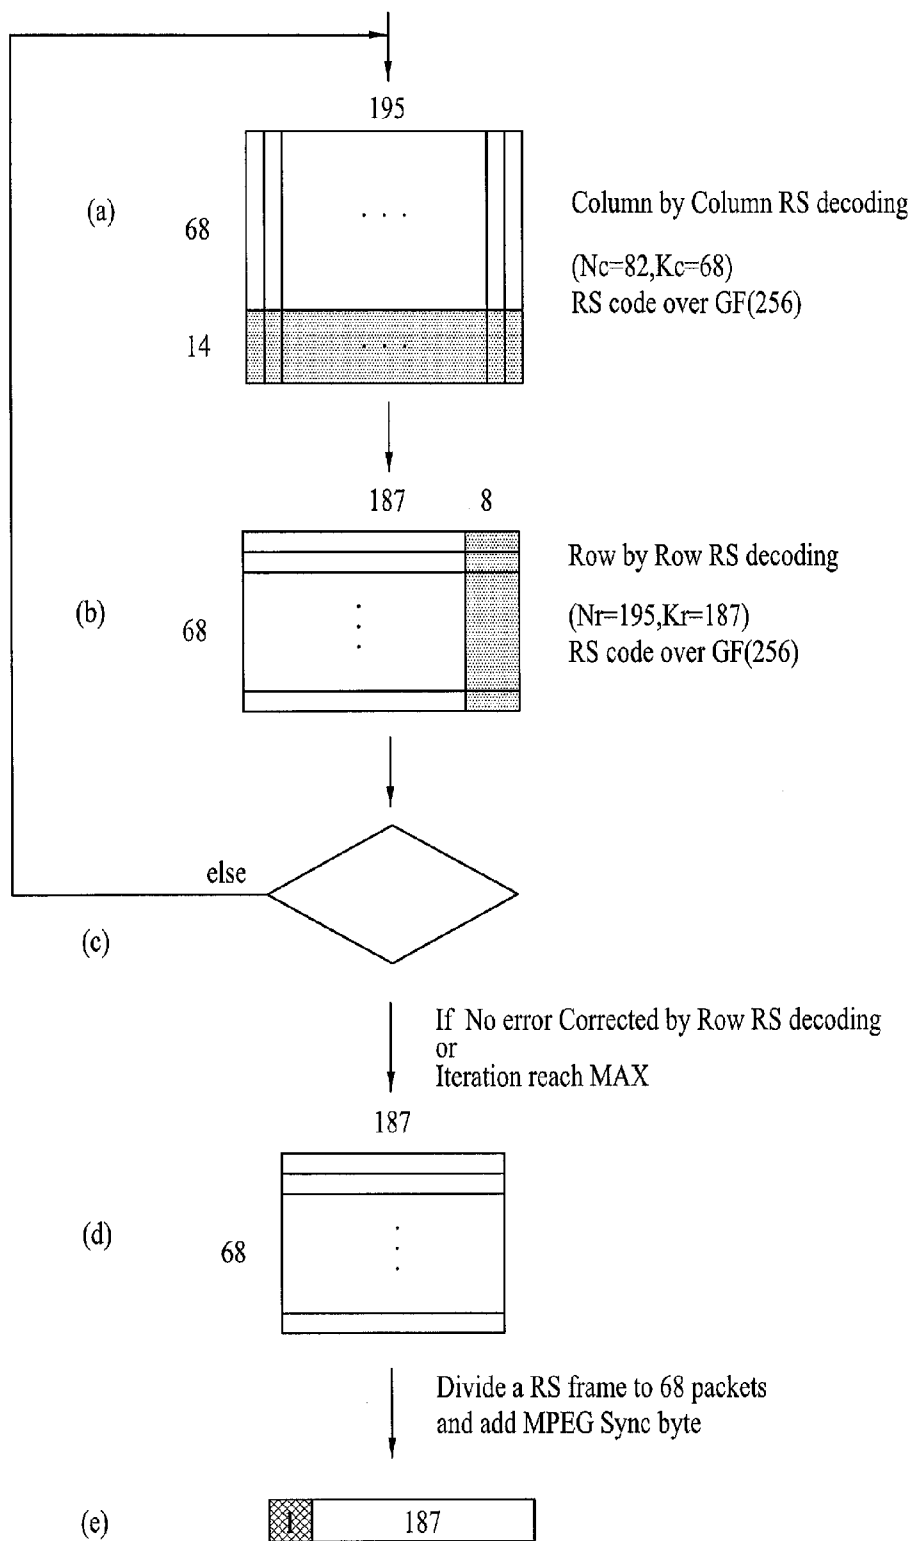 195
(a)
68
. . .
Column by Column RS decoding
(Nc=82,Kc=68)
RS code over GF(256)
14
. . .
187 8
Row by Row RS decoding
(b)
68
(Nr=195,Kr=187)
RS code over GF(256)
else
(c)
If No error Corrected by Row RS decoding
or
Iteration reach MAX
187
(d)
68
Divide a RS frame to 68 packets
and add MPEG Sync byte
(e)
1 187